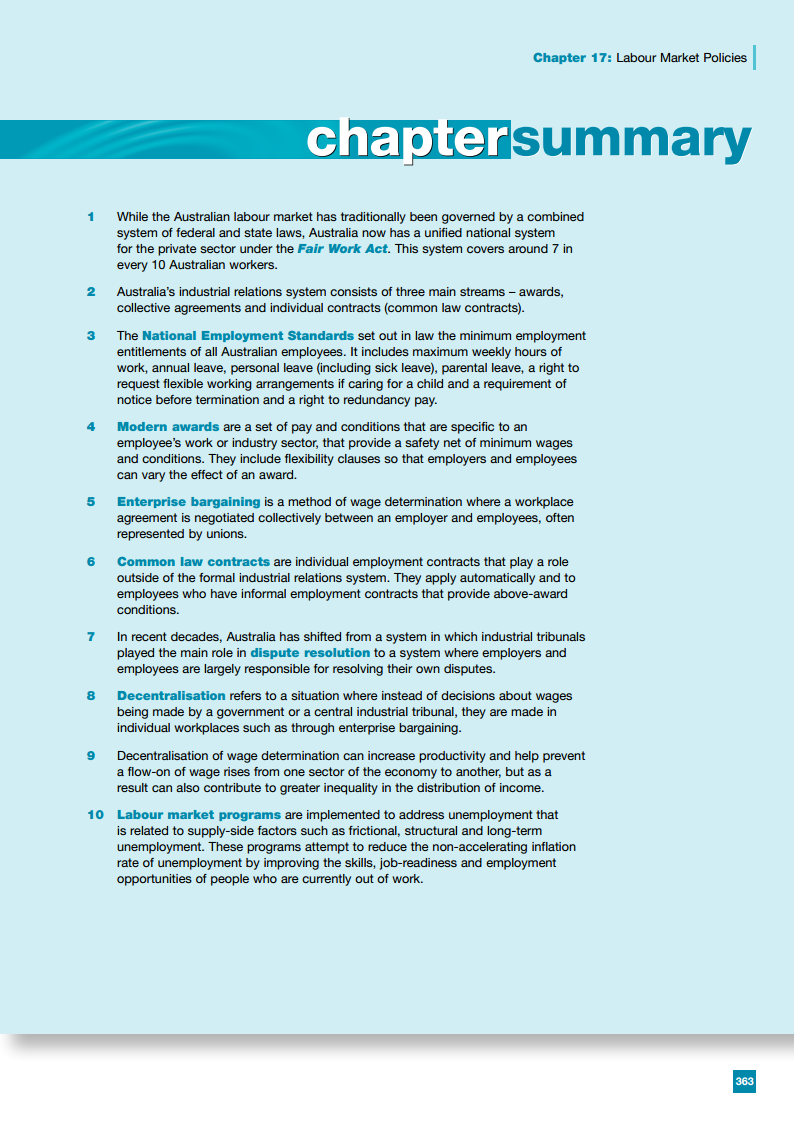 Chapter 17: Labour Market Policies
chaptersummary
1 While the Australian labour market has traditionally been governed by a combined
system of federal and state laws, Australia now has a unified national system
for the private sector under the Fair Work Act. This system covers around 7 in
every 10 Australian workers.
2 Australia’s industrial relations system consists of three main streams – awards,
collective agreements and individual contracts (common law contracts).
3 The National Employment Standards set out in law the minimum employment
entitlements of all Australian employees. It includes maximum weekly hours of
work, annual leave, personal leave (including sick leave), parental leave, a right to
request flexible working arrangements if caring for a child and a requirement of
notice before termination and a right to redundancy pay.
4 Modern awards are a set of pay and conditions that are specific to an
employee’s work or industry sector, that provide a safety net of minimum wages
and conditions. They include flexibility clauses so that employers and employees
can vary the effect of an award.
5 Enterprise bargaining is a method of wage determination where a workplace
agreement is negotiated collectively between an employer and employees, often
represented by unions.
6 Common law contracts are individual employment contracts that play a role
outside of the formal industrial relations system. They apply automatically and to
employees who have informal employment contracts that provide above-award
conditions.
7 In recent decades, Australia has shifted from a system in which industrial tribunals
played the main role in dispute resolution to a system where employers and
employees are largely responsible for resolving their own disputes.
8 Decentralisation refers to a situation where instead of decisions about wages
being made by a government or a central industrial tribunal, they are made in
individual workplaces such as through enterprise bargaining.
9 Decentralisation of wage determination can increase productivity and help prevent
a flow-on of wage rises from one sector of the economy to another, but as a
result can also contribute to greater inequality in the distribution of income.
10 Labour market programs are implemented to address unemployment that
is related to supply-side factors such as frictional, structural and long-term
unemployment. These programs attempt to reduce the non-accelerating inflation
rate of unemployment by improving the skills, job-readiness and employment
opportunities of people who are currently out of work.
363